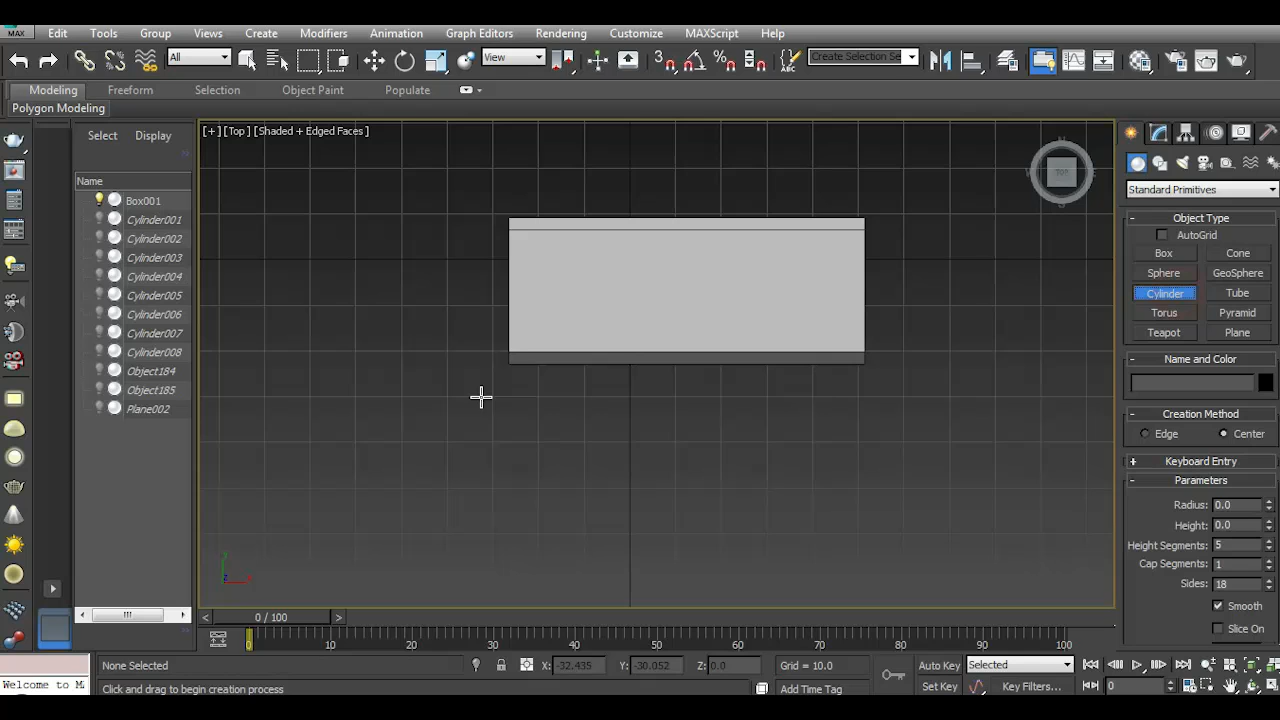 MAX Edit Tools Group Views Create Modifiers Animation Graph Editors Rendering Customize MAXScript Help
All View Create Selection Se
Modeling Freeform Selection Object Paint Populate
Polygon Modeling
Select Display
[+][Top][Shaded + Edged Faces]
Name
Box001
Cylinder001
Cylinder002
Cylinder003
Cylinder004
Cylinder005
Cylinder006
Cylinder007
Cylinder008
Object184
Object185
Plane002
TOP
Standard Primitives
Object Type
AutoGrid
Box Cone
Sphere GeoSphere
Cylinder Tube
Torus Pyramid
Teapot Plane
Name and Color
Creation Method
Edge Center
Keyboard Entry
Parameters
Radius: 0.0
Height: 0.0
Height Segments: 5
Cap Segments: 1
Sides: 18
Smooth
Slice On
0 / 100
0 10 20 30 40 50 60 70 80 90 100
None Selected X: -32.435 Y: -30.052 Z: 0.0 Grid = 10.0 Auto Key Selected
Welcome to M Click and drag to begin creation process Add Time Tag Set Key Key Filters... 0